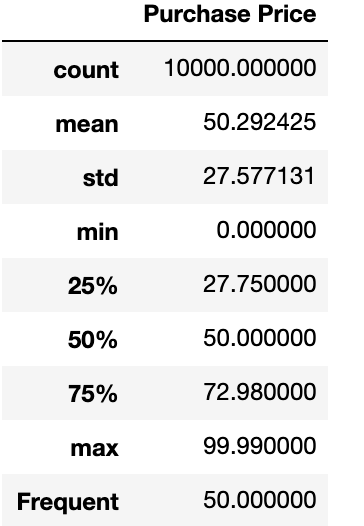 Purchase Price
count 10000.000000
mean 50.292425
std 27.577131
min 0.000000
25% 27.750000
50% 50.000000
75% 72.980000
max 99.990000
Frequent 50.000000